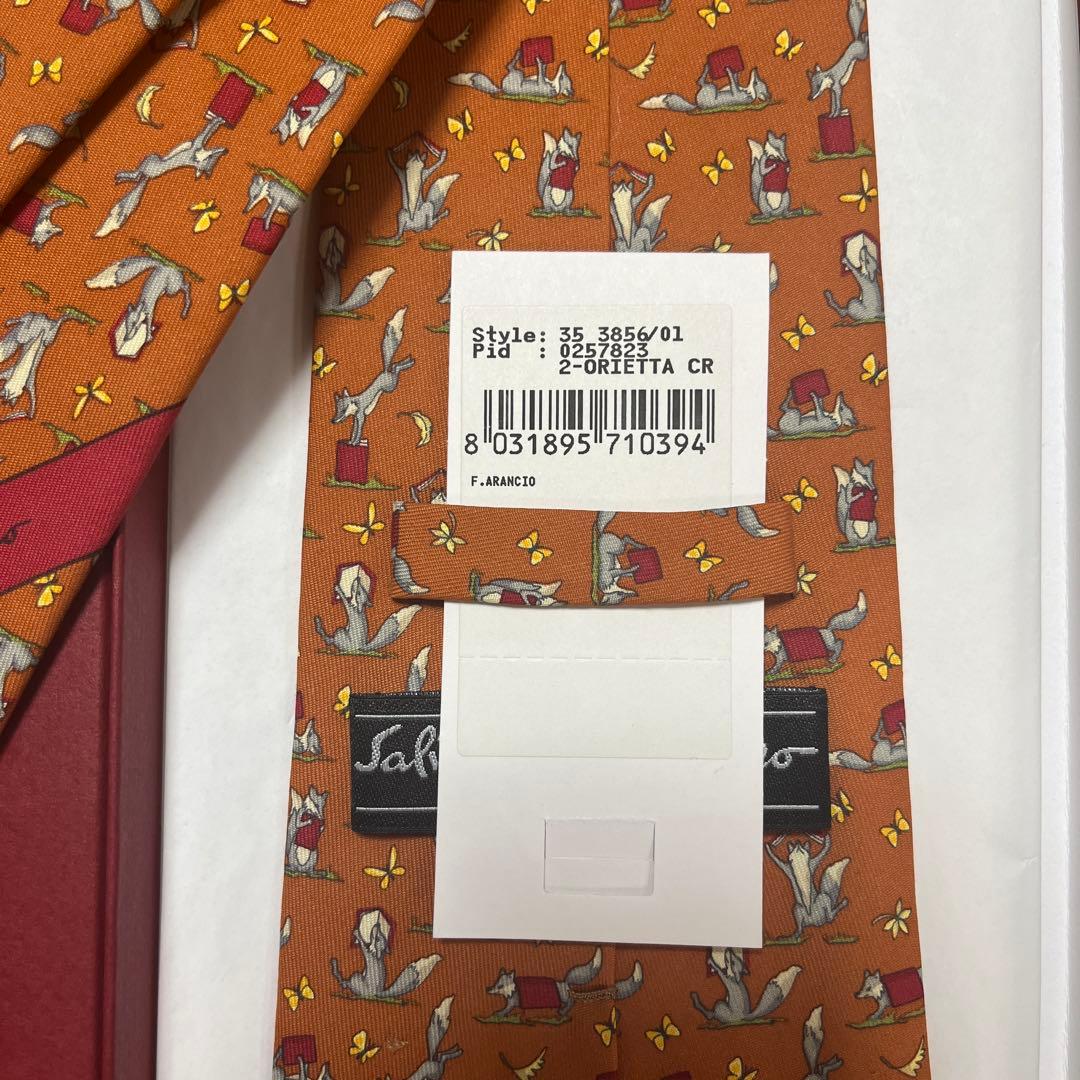 Style: 35 3856/01
Pid : 0257823
2-ORIETTA CR
8 031895 710394
F.ARANCIO